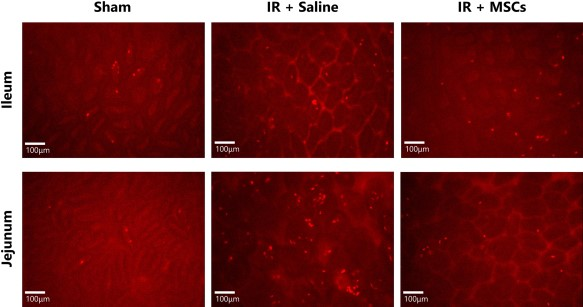 Sham IR + Saline IR + MSCs
Ileum
100μm 100μm 100μm
Jejunum
100μm 100μm 100μm